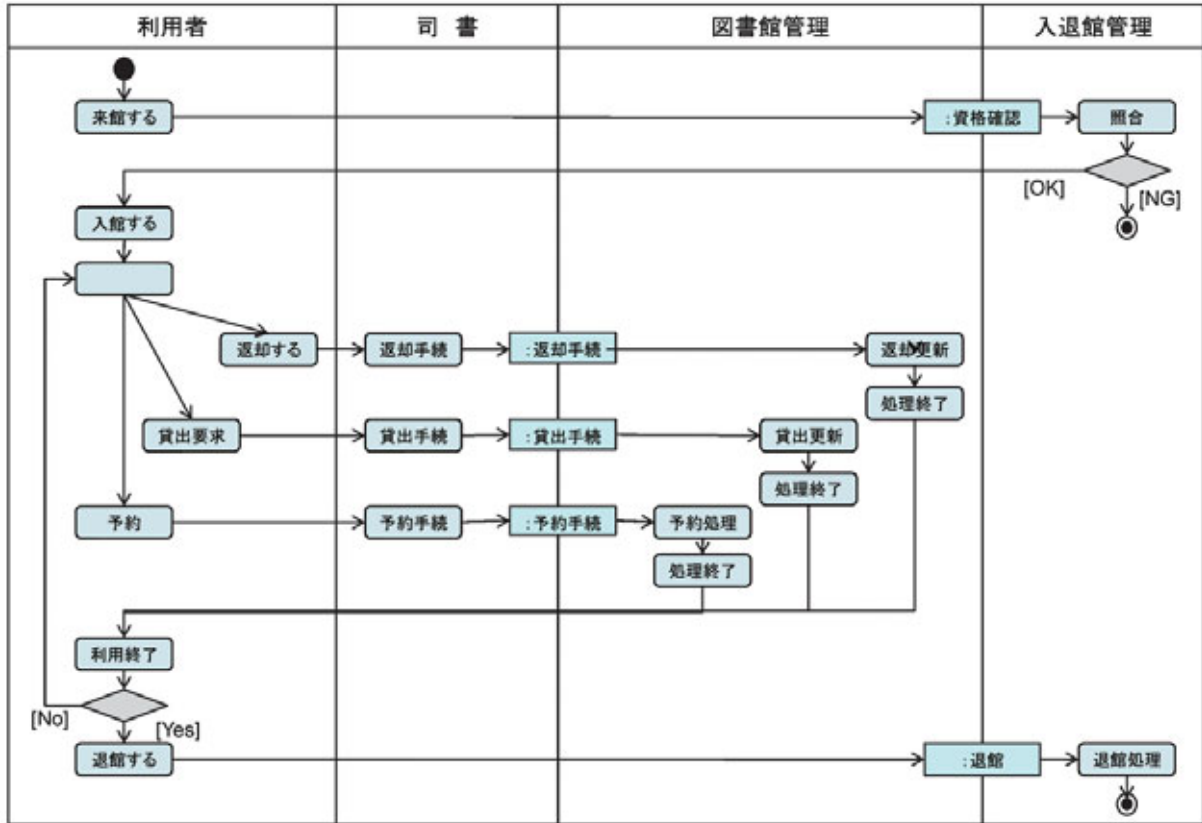 利用者
司 書
図書館管理
入退館管理
来館する
:資格確認
照合
[OK]
[NG]
入館する
返却する
返却手続
:返却手続
返却更新
処理終了
貸出要求
貸出手続
:貸出手続
貸出更新
処理終了
予約
予約手続
:予約手続
予約処理
処理終了
利用終了
[No]
[Yes]
退館する
:退館
退館処理